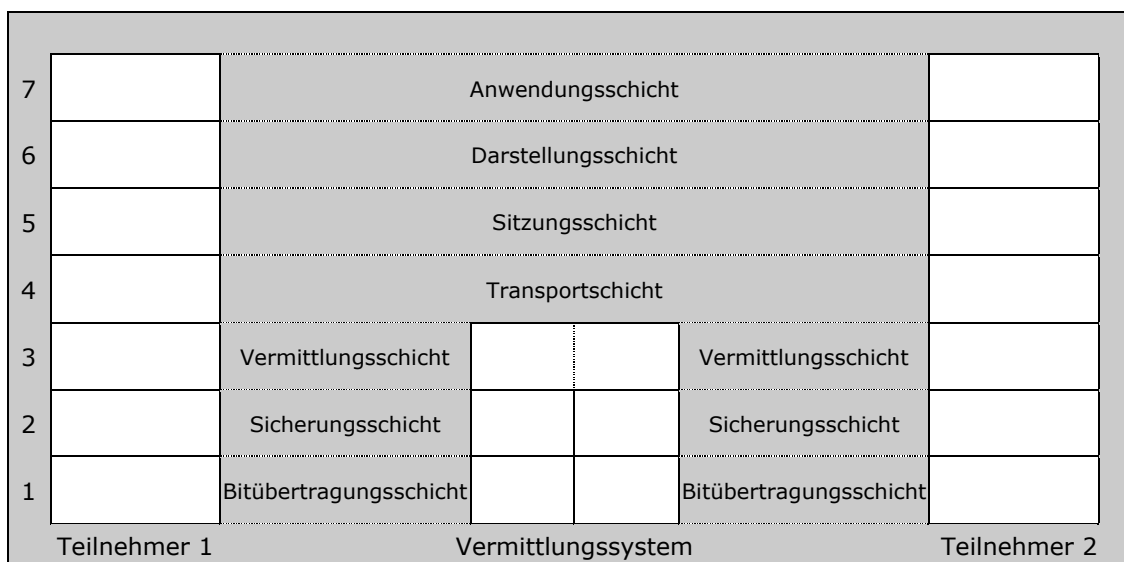 7 Anwendungsschicht
6 Darstellungsschicht
5 Sitzungsschicht
4 Transportschicht
3 Vermittlungsschicht Vermittlungsschicht
2 Sicherungsschicht Sicherungsschicht
1 Bitübertragungsschicht Bitübertragungsschicht
Teilnehmer 1 Vermittlungssystem Teilnehmer 2